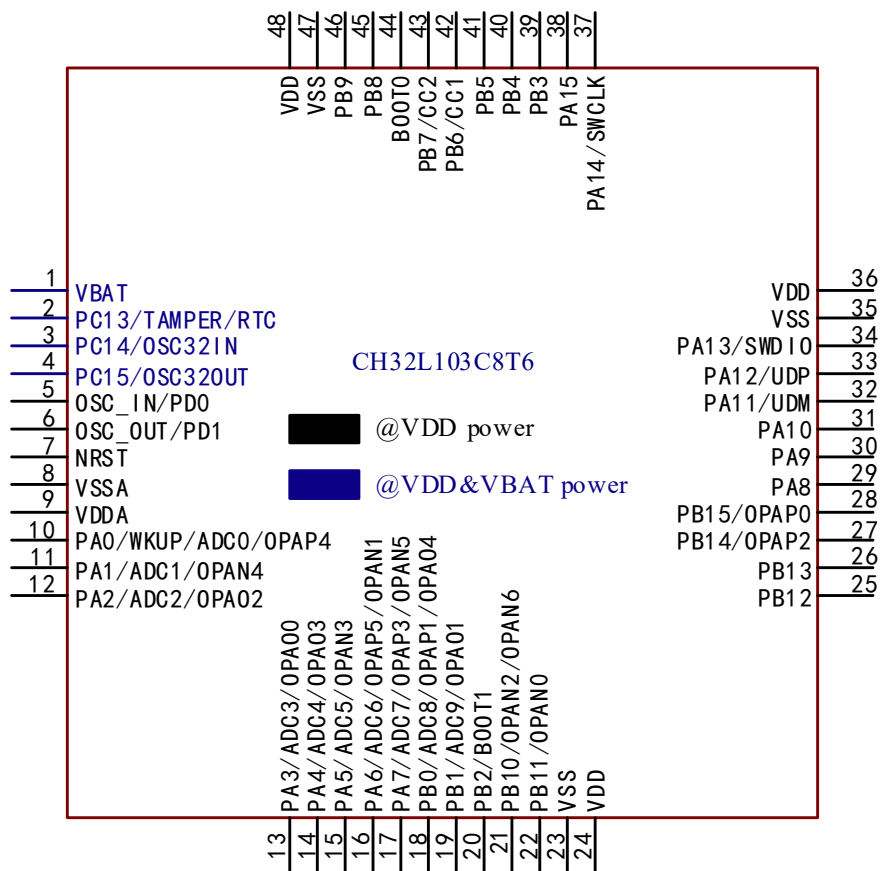 48
47
46
45
44
43
42
41
40
39
38
37
VDD
VSS
PB9
PB8
BOOT0
PB7/CC2
PB6/CC1
PB5
PB4
PB3
PA15
PA14/SWCLK
1 VBAT
2 PC13/TAMPER/RTC
3 PC14/OSC32IN
4 PC15/OSC32OUT
5 OSC_IN/PD0
6 OSC_OUT/PD1
7 NRST
8 VSSA
9 VDDA
10 PA0/WKUP/ADC0/OPAP4
11 PA1/ADC1/OPAN4
12 PA2/ADC2/OPAO2
CH32L103C8T6
@VDD power
@VDD&VBAT power
VDD 36
VSS 35
PA13/SWDIO 34
PA12/UDP 33
PA11/UDM 32
PA10 31
PA9 30
PA8 29
PB15/OPAP0 28
PB14/OPAP2 27
PB13 26
PB12 25
PA3/ADC3/OPAO0
PA4/ADC4/OPAO3
PA5/ADC5/OPAN3
PA6/ADC6/OPAP5/OPAN1
PA7/ADC7/OPAP3/OPAN5
PB0/ADC8/OPAP1/OPAO4
PB1/ADC9/OPAO1
PB2/BOOT1
PB10/OPAN2/OPAN6
PB11/OPAN0
VSS
VDD
13
14
15
16
17
18
19
20
21
22
23
24